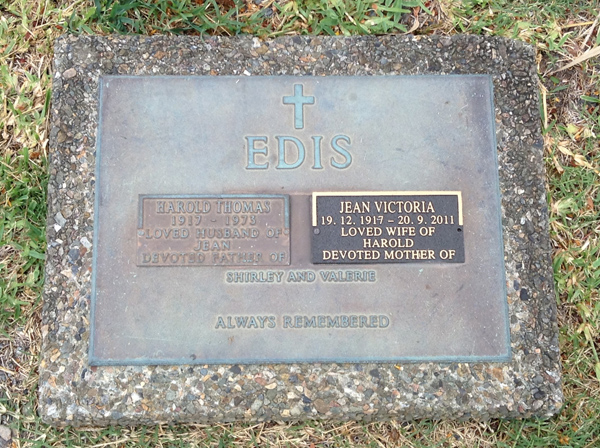 EDIS
HAROLD THOMAS
1917 - 1973
LOVED HUSBAND OF
JEAN
DEVOTED FATHER OF
JEAN VICTORIA
19. 12. 1917 – 20. 9. 2011
LOVED WIFE OF
HAROLD
DEVOTED MOTHER OF
SHIRLEY AND VALERIE
ALWAYS REMEMBERED